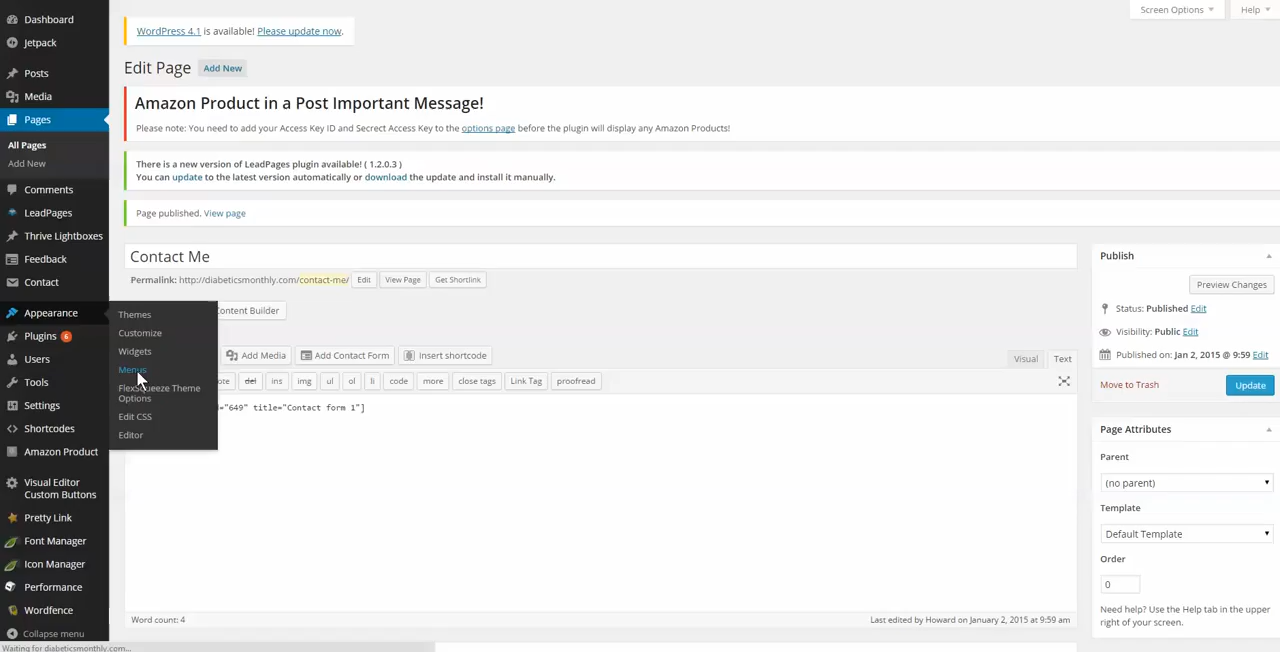 Dashboard
Jetpack
Posts
Media
Pages
All Pages
Add New
Comments
LeadPages
Thrive Lightboxes
Feedback
Contact
Appearance
Plugins 6
Users
Tools
Settings
Shortcodes
Amazon Product
Visual Editor
Custom Buttons
Pretty Link
Font Manager
Icon Manager
Performance
Wordfence
Collapse menu
Waiting for diabeticsmonthly.com...
Themes
Customize
Widgets
Menus
FlexSqueeze Theme
Options
Edit CSS
Editor
Screen Options
Help
WordPress 4.1 is available! Please update now.
Edit Page Add New
Amazon Product in a Post Important Message!
Please note: You need to add your Access Key ID and Secrect Access Key to the options page before the plugin will display any Amazon Products!
There is a new version of LeadPages plugin available! ( 1.2.0.3 )
You can update to the latest version automatically or download the update and install it manually.
Page published. View page
Contact Me
Permalink: http://diabeticsmonthly.com/contact-me/ Edit View Page Get Shortlink
Content Builder
Add Media Add Contact Form Insert shortcode Visual Text
del ins img ul ol li code more close tags Link Tag proofread
="649" title="Contact form 1"]
Word count: 4
Last edited by Howard on January 2, 2015 at 9:59 am
Publish
Preview Changes
Status: Published Edit
Visibility: Public Edit
Published on: Jan 2, 2015 @ 9:59 Edit
Move to Trash Update
Page Attributes
Parent
(no parent)
Template
Default Template
Order
0
Need help? Use the Help tab in the upper
right of your screen.